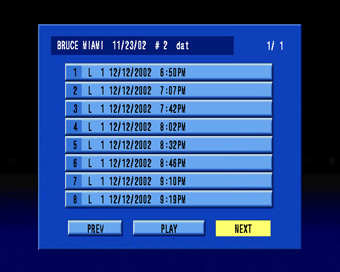 BRUCE MIAMI 11/23/02 # 2 dat 1/ 1
1 L 1 12/12/2002 6:50PM
2 L 1 12/12/2002 7:07PM
3 L 1 12/12/2002 7:42PM
4 L 1 12/12/2002 8:02PM
5 L 1 12/12/2002 8:32PM
6 L 1 12/12/2002 8:46PM
7 L 1 12/12/2002 9:10PM
8 L 1 12/12/2002 9:19PM
PREV PLAY NEXT